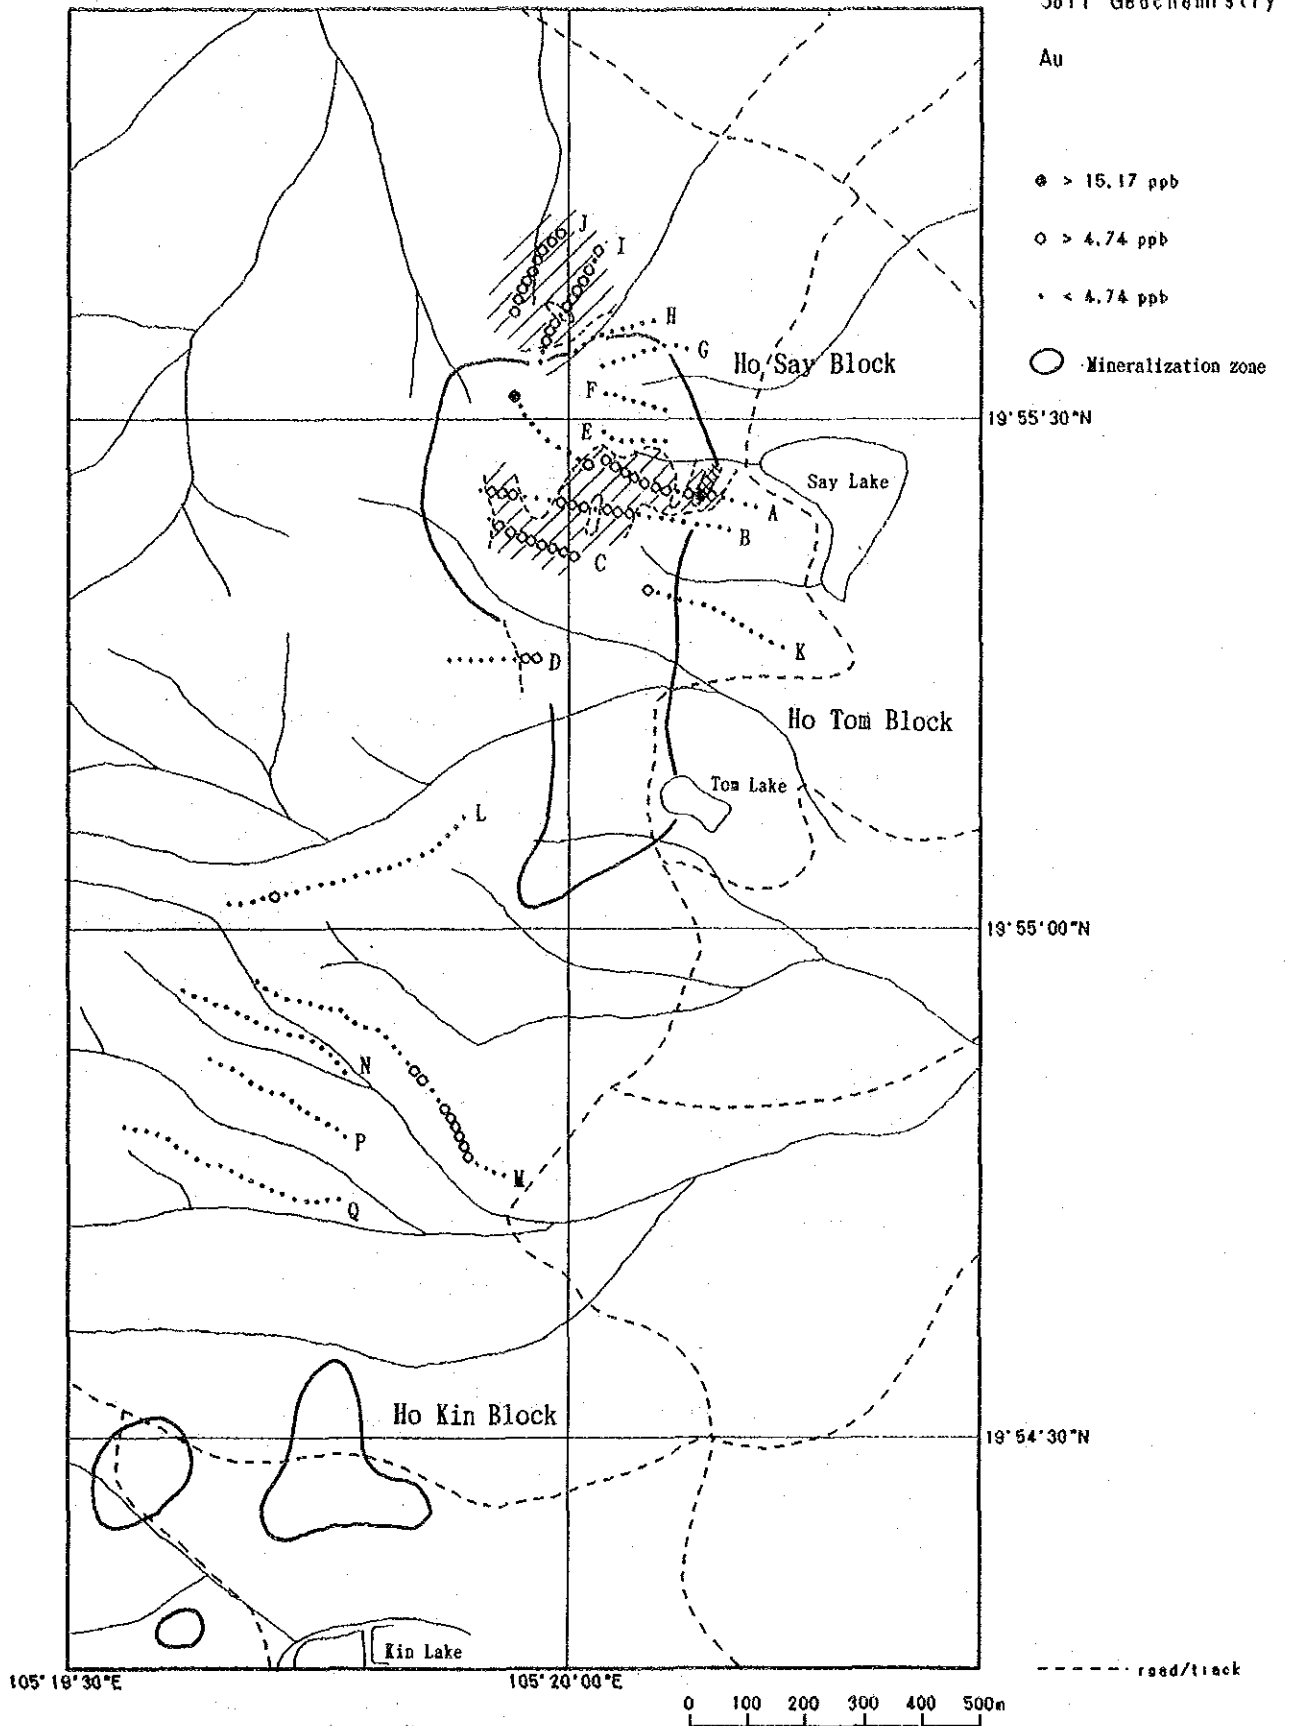 Soil Geochemistry
Au
> 15.17 ppb
> 4.74 ppb
< 4.74 ppb
Mineralization zone
J
I
H
G
Ho Say Block
F
19°55'30"N
E
Say Lake
A
B
C
K
D
Ho Tom Block
Tom Lake
L
19°55'00"N
N
P
M
Q
Ho Kin Block
19°54'30"N
Kin Lake
105°19'30"E
105°20'00"E
road/track
0 100 200 300 400 500m